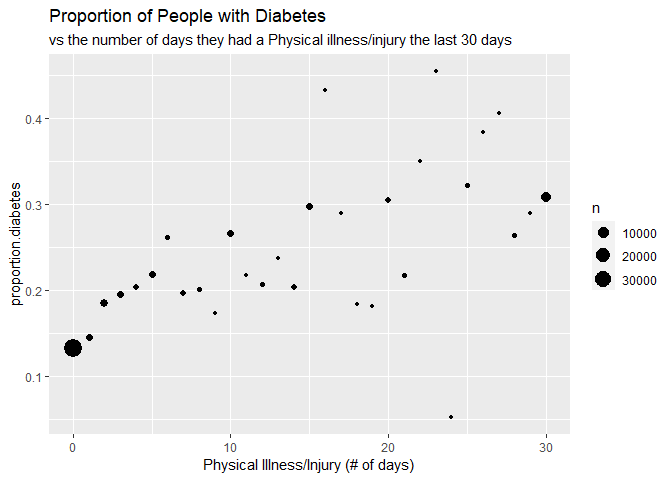 Proportion of People with Diabetes
vs the number of days they had a Physical illness/injury the last 30 days
proportion.diabetes
0.4
0.3
0.2
0.1
0
10
20
30
Physical Illness/Injury (# of days)
n
10000
20000
30000